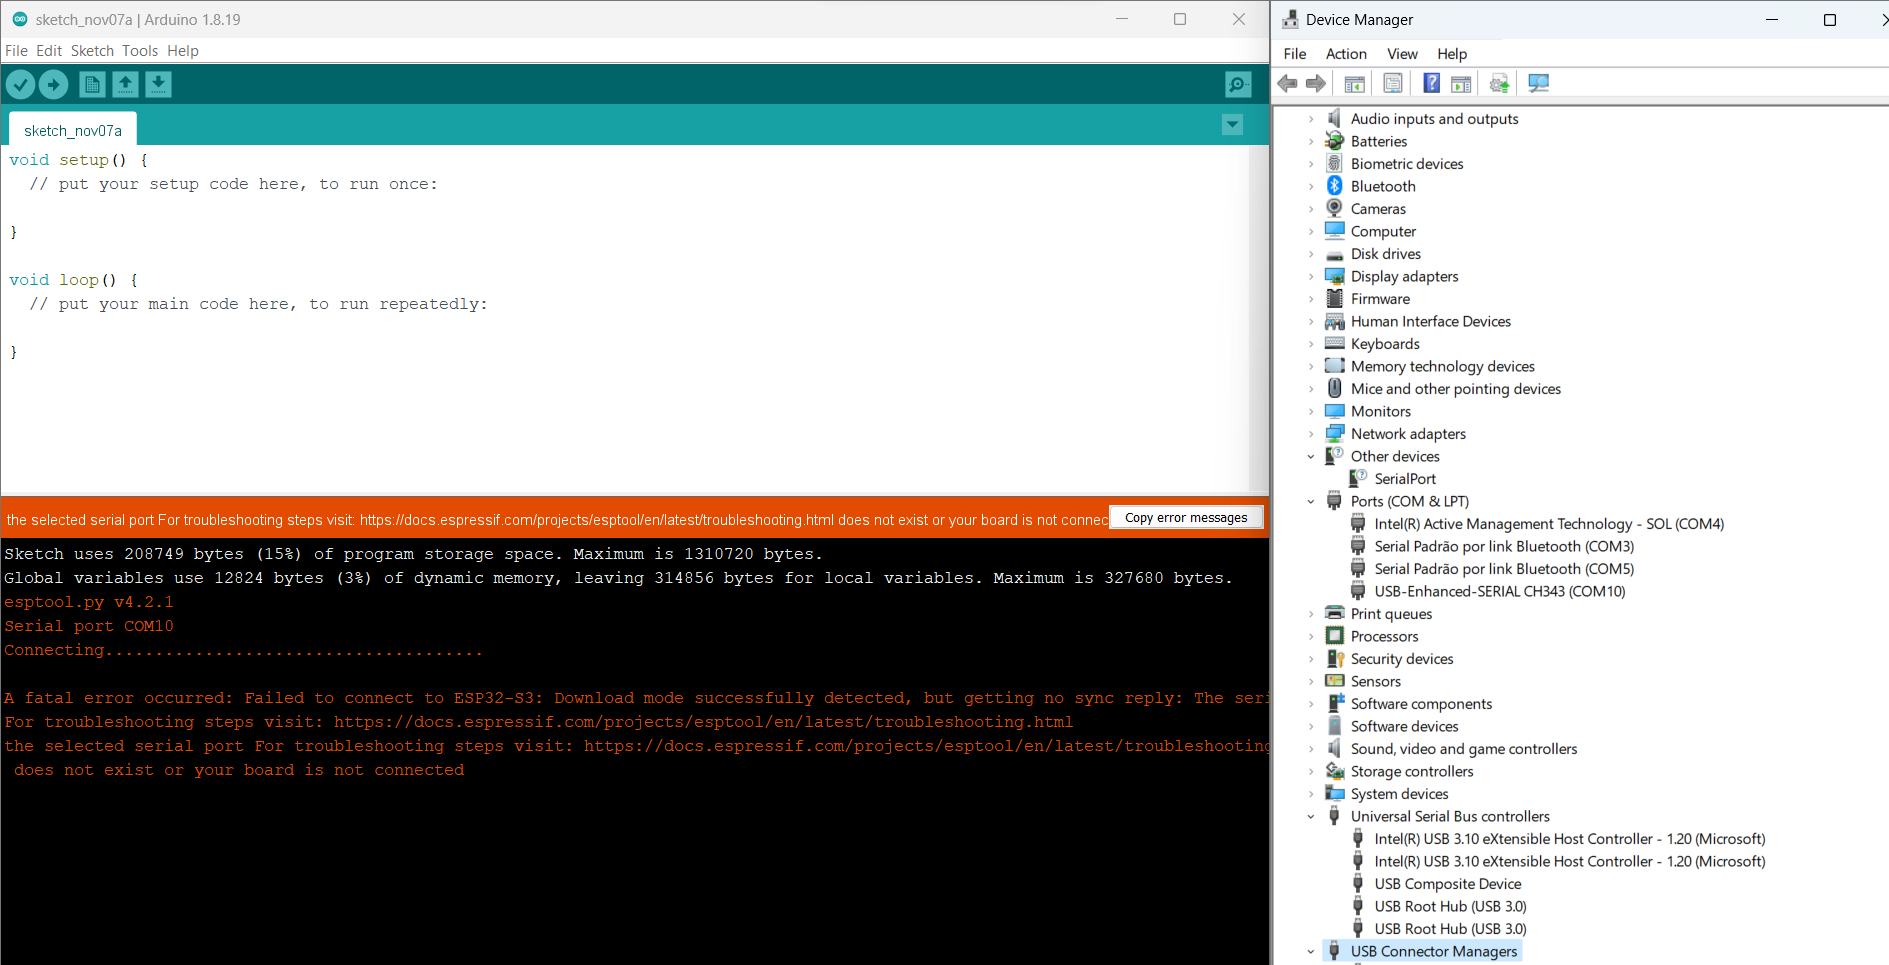 sketch_nov07a | Arduino 1.8.19
File Edit Sketch Tools Help
sketch_nov07a
void setup() {
// put your setup code here, to run once:
}
void loop() {
// put your main code here, to run repeatedly:
}
the selected serial port For troubleshooting steps visit: https://docs.espressif.com/projects/esptool/en/latest/troubleshooting.html does not exist or your board is not connec
Copy error messages
Sketch uses 208749 bytes (15%) of program storage space. Maximum is 1310720 bytes.
Global variables use 12824 bytes (3%) of dynamic memory, leaving 314856 bytes for local variables. Maximum is 327680 bytes.
esptool.py v4.2.1
Serial port COM10
Connecting......................................
A fatal error occurred: Failed to connect to ESP32-S3: Download mode successfully detected, but getting no sync reply: The seri
For troubleshooting steps visit: https://docs.espressif.com/projects/esptool/en/latest/troubleshooting.html
the selected serial port For troubleshooting steps visit: https://docs.espressif.com/projects/esptool/en/latest/troubleshooting
does not exist or your board is not connected
Device Manager
File Action View Help
Audio inputs and outputs
Batteries
Biometric devices
Bluetooth
Cameras
Computer
Disk drives
Display adapters
Firmware
Human Interface Devices
Keyboards
Memory technology devices
Mice and other pointing devices
Monitors
Network adapters
Other devices
SerialPort
Ports (COM & LPT)
Intel(R) Active Management Technology - SOL (COM4)
Serial Padrão por link Bluetooth (COM3)
Serial Padrão por link Bluetooth (COM5)
USB-Enhanced-SERIAL CH343 (COM10)
Print queues
Processors
Security devices
Sensors
Software components
Software devices
Sound, video and game controllers
Storage controllers
System devices
Universal Serial Bus controllers
Intel(R) USB 3.10 eXtensible Host Controller - 1.20 (Microsoft)
Intel(R) USB 3.10 eXtensible Host Controller - 1.20 (Microsoft)
USB Composite Device
USB Root Hub (USB 3.0)
USB Root Hub (USB 3.0)
USB Connector Managers